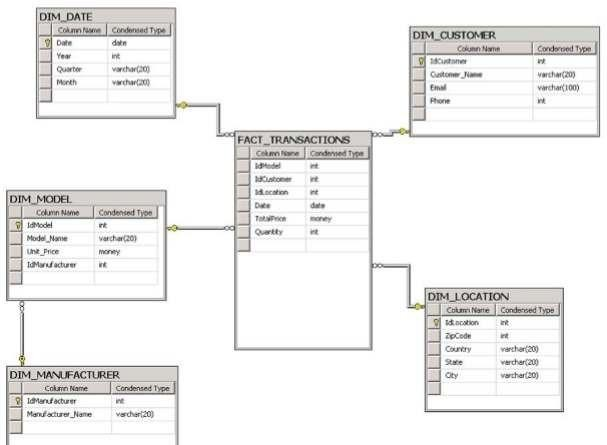 DIM_DATE
Column Name Condensed Type
Date date
Year int
Quarter varchar(20)
Month varchar(20)
DIM_CUSTOMER
Column Name Condensed Type
IdCustomer int
Customer_Name varchar(20)
Email varchar(100)
Phone int
FACT_TRANSACTIONS
Column Name Condensed Type
IdModel int
IdCustomer int
IdLocation int
Date date
TotalPrice money
Quantity int
DIM_MODEL
Column Name Condensed Type
IdModel int
Model_Name varchar(20)
Unit_Price money
IdManufacturer int
DIM_LOCATION
Column Name Condensed Type
IdLocation int
ZipCode int
Country varchar(20)
State varchar(20)
City varchar(20)
DIM_MANUFACTURER
Column Name Condensed Type
IdManufacturer int
Manufacturer_Name varchar(20)